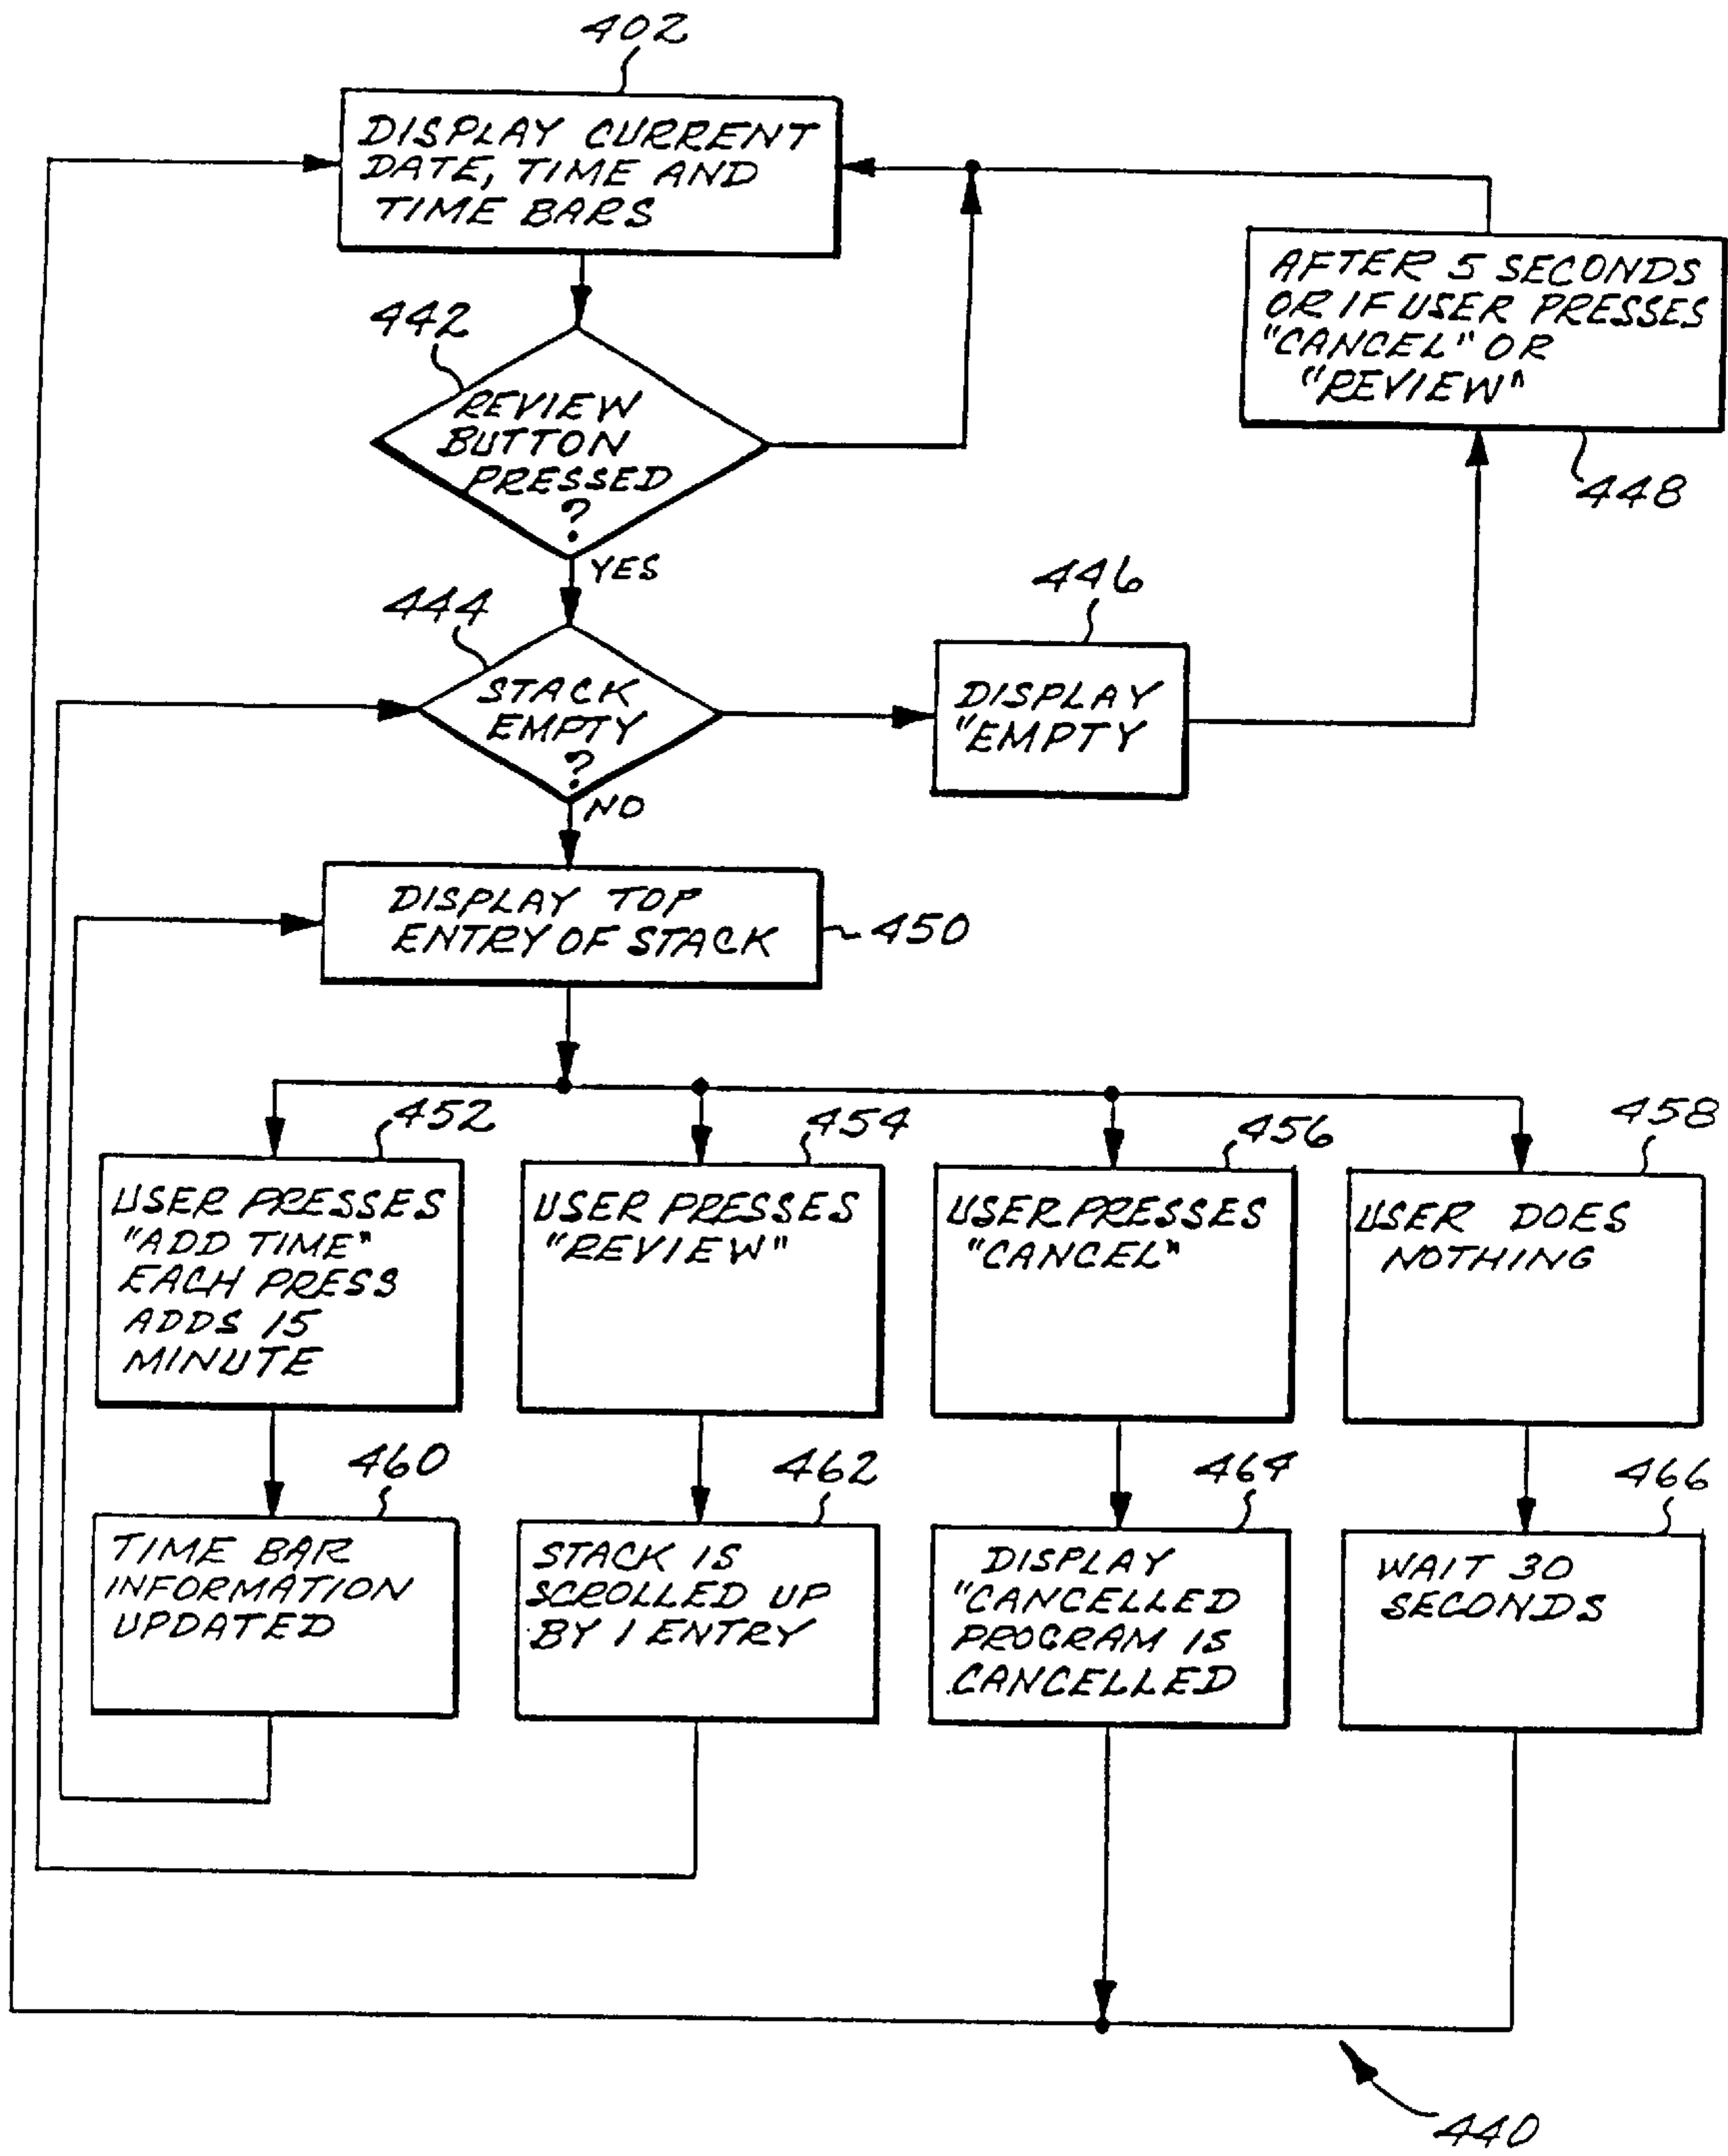 402
DISPLAY CURRENT
DATE, TIME AND
TIME BARS
AFTER 5 SECONDS
OR IF USER PRESSES
"CANCEL" OR
"REVIEW"
448
442
REVIEW
BUTTON
PRESSED
?
YES
444
STACK
EMPTY
?
NO
446
DISPLAY
"EMPTY
DISPLAY TOP
ENTRY OF STACK
450
452
USER PRESSES
"ADD TIME"
EACH PRESS
ADDS 15
MINUTE
454
USER PRESSES
"REVIEW"
456
USER PRESSES
"CANCEL"
458
USER DOES
NOTHING
460
TIME BAR
INFORMATION
UPDATED
462
STACK IS
SCROLLED UP
BY 1 ENTRY
464
DISPLAY
"CANCELLED
PROGRAM IS
CANCELLED
466
WAIT 30
SECONDS
440